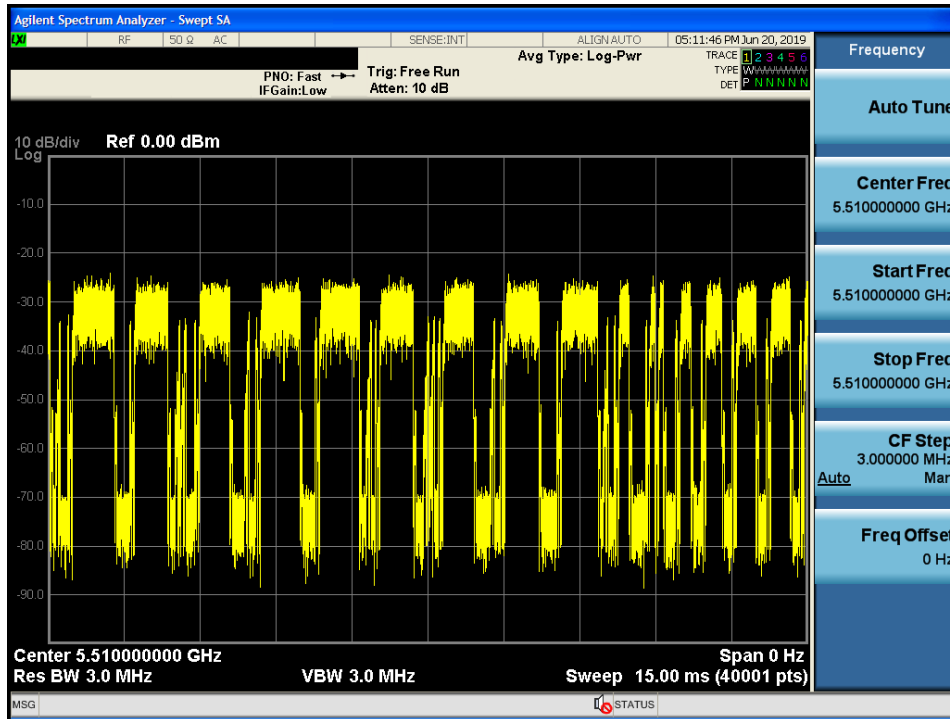 Agilent Spectrum Analyzer - Swept SA
LXI RF 50 Ω AC SENSE:INT ALIGN AUTO 05:11:46 PM Jun 20, 2019
PNO: Fast Trig: Free Run Avg Type: Log-Pwr TRACE 1 2 3 4 5 6
IFGain:Low Atten: 10 dB TYPE WWWWWW
DET P N N N N N
10 dB/div Ref 0.00 dBm
Log
-10.0
-20.0
-30.0
-40.0
-50.0
-60.0
-70.0
-80.0
-90.0
Center 5.510000000 GHz Span 0 Hz
Res BW 3.0 MHz VBW 3.0 MHz Sweep 15.00 ms (40001 pts)
MSG STATUS
Frequency
Auto Tune
Center Freq
5.510000000 GHz
Start Freq
5.510000000 GHz
Stop Freq
5.510000000 GHz
CF Step
3.000000 MHz
Auto Man
Freq Offset
0 Hz